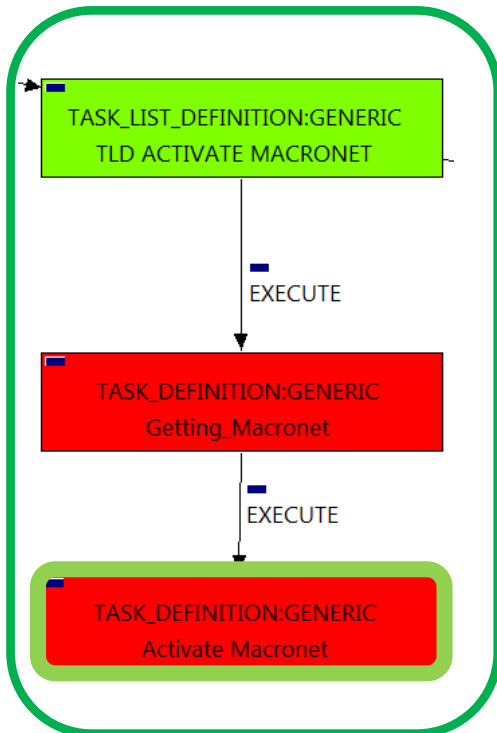 TASK_LIST_DEFINITION:GENERIC
TLD ACTIVATE MACRONET
EXECUTE
TASK_DEFINITION:GENERIC
Getting_Macronet
EXECUTE
TASK_DEFINITION:GENERIC
Activate Macronet